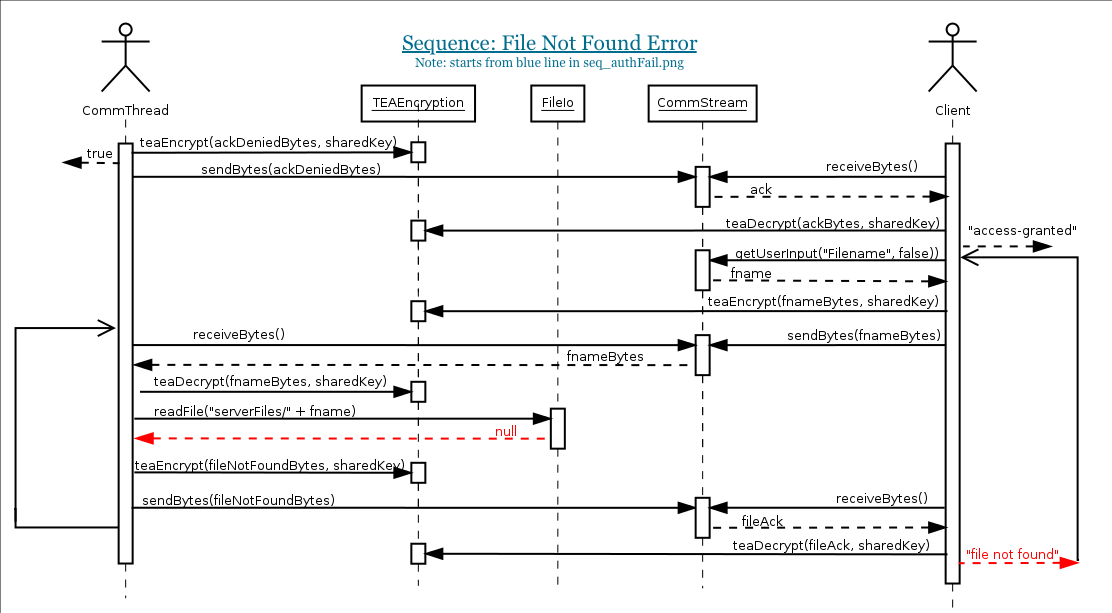 Sequence: File Not Found Error
Note: starts from blue line in seq_authFail.png
CommThread
TEAEncryption
FileIo
CommStream
Client
teaEncrypt(ackDeniedBytes, sharedKey)
true
sendBytes(ackDeniedBytes)
receiveBytes()
ack
teaDecrypt(ackBytes, sharedKey)
"access-granted"
getUserInput("Filename", false))
fname
teaEncrypt(fnameBytes, sharedKey)
receiveBytes()
sendBytes(fnameBytes)
fnameBytes
teaDecrypt(fnameBytes, sharedKey)
readFile("serverFiles/" + fname)
null
teaEncrypt(fileNotFoundBytes, sharedKey)
sendBytes(fileNotFoundBytes)
receiveBytes()
fileAck
teaDecrypt(fileAck, sharedKey)
"file not found"